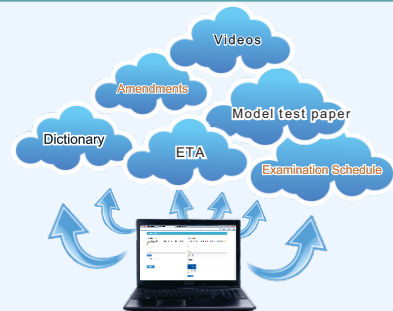 Videos
Amendments
Model test paper
Dictionary
ETA
Examination Schedule